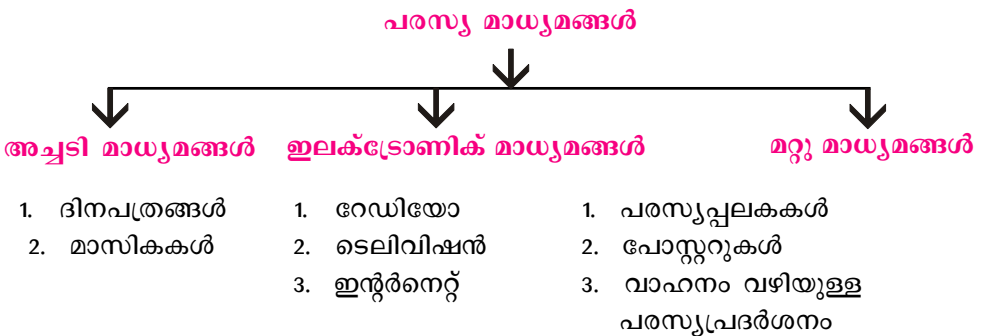 പരസ്യ മാധ്യമങ്ങൾ
അച്ചടി മാധ്യമങ്ങൾ
1. ദിനപത്രങ്ങൾ
2. മാസികകൾ
ഇലക്ട്രോണിക് മാധ്യമങ്ങൾ
1. റേഡിയോ
2. ടെലിവിഷൻ
3. ഇന്റർനെറ്റ്
മറ്റു മാധ്യമങ്ങൾ
1. പരസ്യപ്പലകകൾ
2. പോസ്റ്ററുകൾ
3. വാഹനം വഴിയുള്ള
പരസ്യപ്രദർശനം